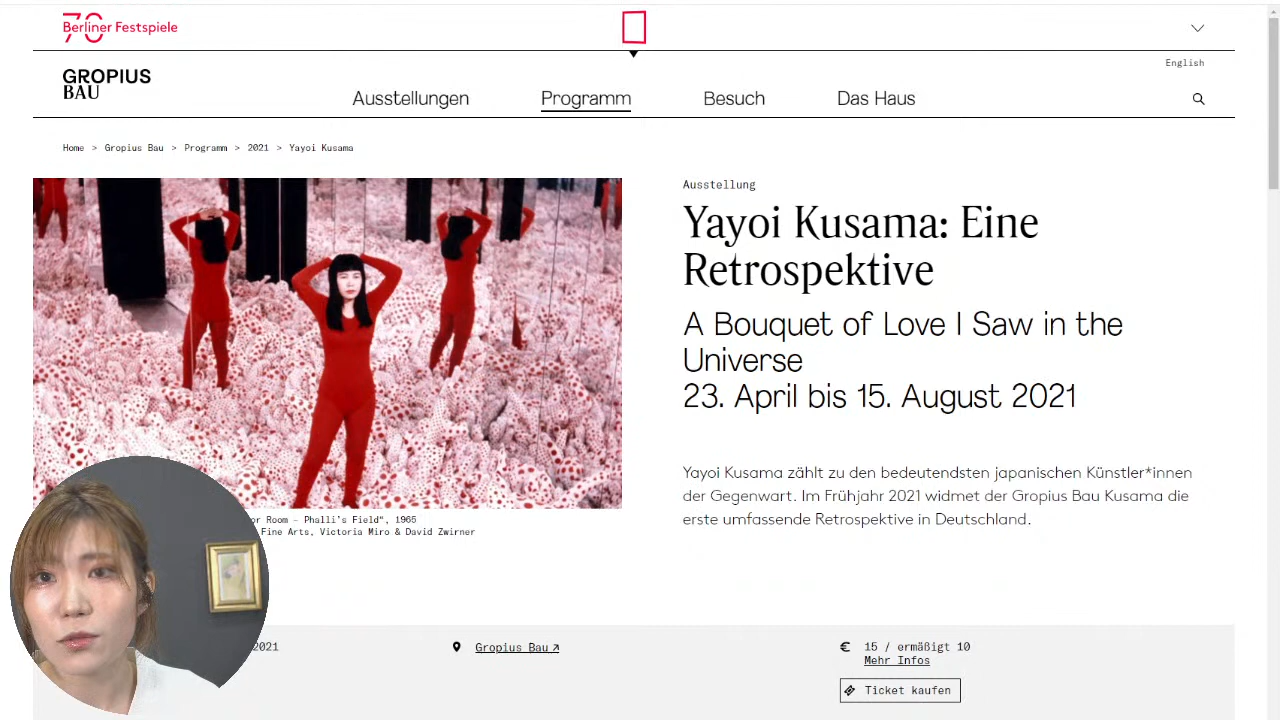 70
Berliner Festspiele
English
GROPIUS
BAU
Ausstellungen
Programm
Besuch
Das Haus
Home > Gropius Bau > Programm > 2021 > Yayoi Kusama
Ausstellung
Yayoi Kusama: Eine
Retrospektive
A Bouquet of Love I Saw in the
Universe
23. April bis 15. August 2021
Yayoi Kusama zählt zu den bedeutendsten japanischen Künstler*innen
der Gegenwart. Im Frühjahr 2021 widmet der Gropius Bau Kusama die
erste umfassende Retrospektive in Deutschland.
Room – Phalli's Field“, 1965
Fine Arts, Victoria Miro & David Zwirner
2021
Gropius Bau
€ 15 / ermäßigt 10
Mehr Infos
Ticket kaufen